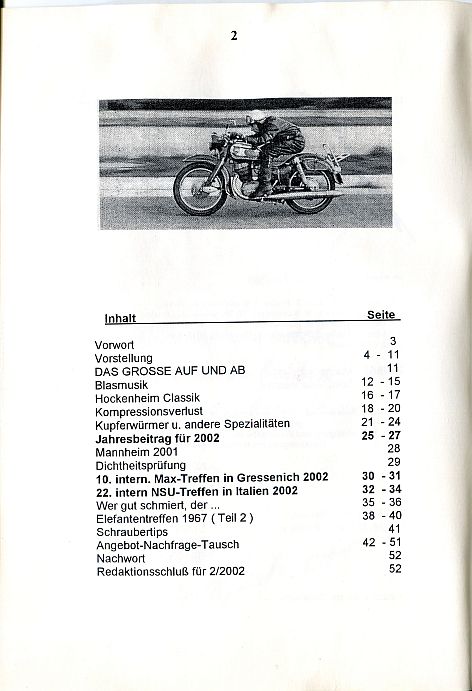 2
Inhalt Seite
Vorwort 3
Vorstellung 4 - 11
DAS GROSSE AUF UND AB 11
Blasmusik 12 - 15
Hockenheim Classik 16 - 17
Kompressionsverlust 18 - 20
Kupferwürmer u. andere Spezialitäten 21 - 24
Jahresbeitrag für 2002 25 - 27
Mannheim 2001 28
Dichtheitsprüfung 29
10. intern. Max-Treffen in Gressenich 2002 30 - 31
22. intern NSU-Treffen in Italien 2002 32 - 34
Wer gut schmiert, der ... 35 - 36
Elefantentreffen 1967 ( Teil 2 ) 38 - 40
Schraubertips 41
Angebot-Nachfrage-Tausch 42 - 51
Nachwort 52
Redaktionsschluß für 2/2002 52